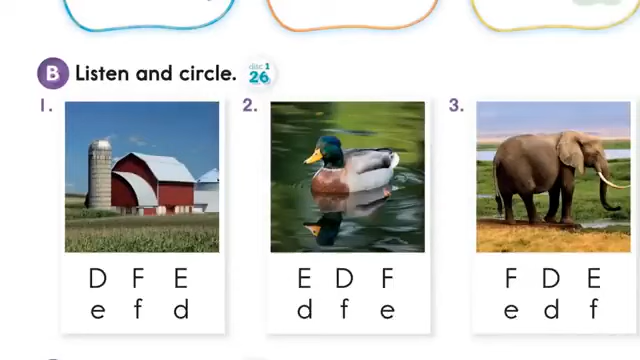 B Listen and circle. disc 1 26
1. 2. 3.
D F E
e f d
E D F
d f e
F D E
e d f